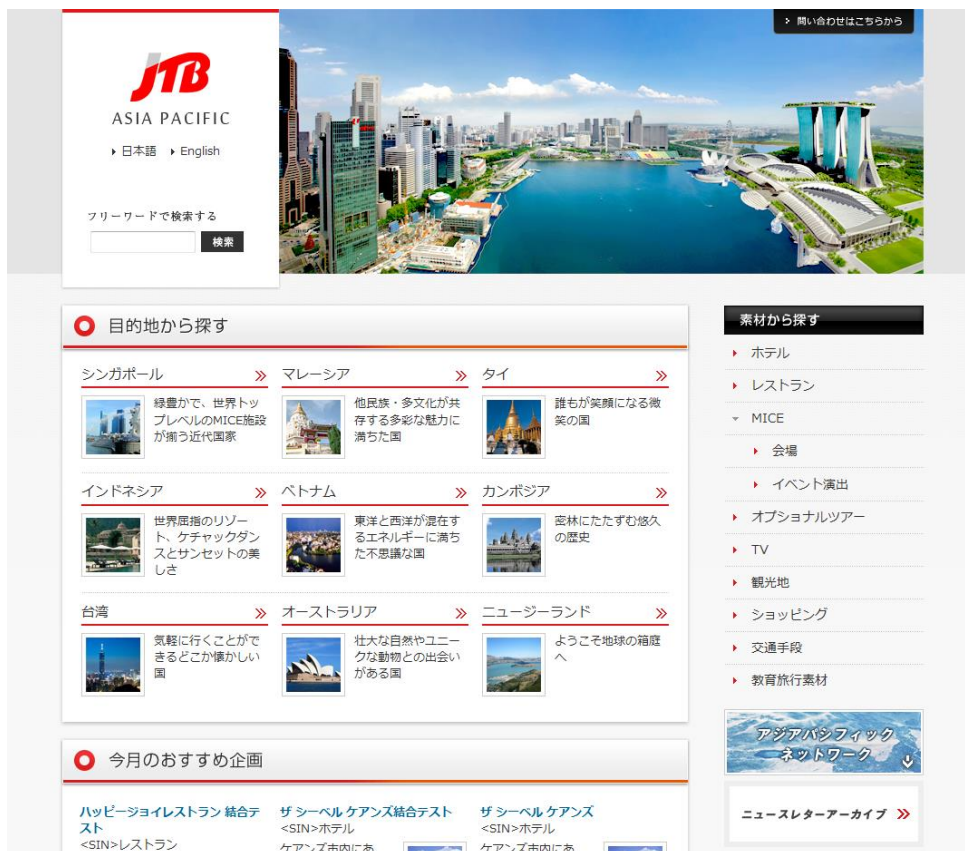 問い合わせはこちらから
JTB
ASIA PACIFIC
日本語 English
フリーワードで検索する
検索
目的地から探す
シンガポール
緑豊かで、世界トッ
プレベルのMICE施設
が揃う近代国家
マレーシア
他民族・多文化が共
存する多彩な魅力に
満ちた国
タイ
誰もが笑顔になる微
笑の国
インドネシア
世界屈指のリゾー
ト、ケチャックダン
スとサンセットの美
しさ
ベトナム
東洋と西洋が混在す
るエネルギーに満ち
た不思議な国
カンボジア
密林にたたずむ悠久
の歴史
台湾
気軽に行くことがで
きるどこか懐かしい
国
オーストラリア
壮大な自然やユニー
クな動物との出会い
がある国
ニュージーランド
ようこそ地球の箱庭
へ
今月のおすすめ企画
ハッピージョイレストラン 結合テ
スト
<SIN>レストラン
ザ シーベル ケアンズ結合テスト
<SIN>ホテル
ケアンズ市内にあ
ザ シーベル ケアンズ
<SIN>ホテル
ケアンズ市内にあ
素材から探す
ホテル
レストラン
MICE
会場
イベント演出
オプショナルツアー
TV
観光地
ショッピング
交通手段
教育旅行素材
アジアパシフィック
ネットワーク
ニュースレターアーカイブ